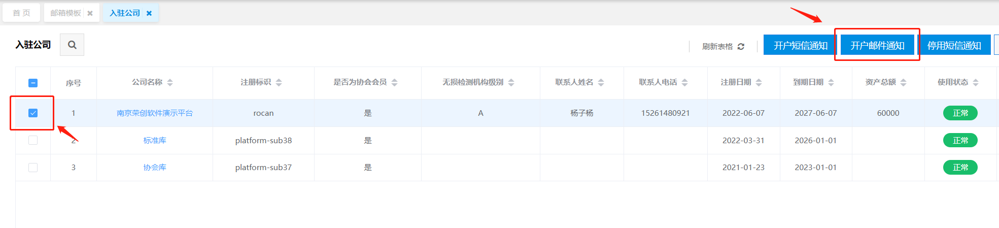 首 页 邮箱模板 入驻公司
入驻公司 刷新表格 开户短信通知 开户邮件通知 停用短信通知
序号 公司名称 注册标识 是否为协会会员 无损检测机构级别 联系人姓名 联系人电话 注册日期 到期日期 资产总额 使用状态
1 南京荣创软件演示平台 rocan 是 A 杨子杨 15261480921 2022-06-07 2027-06-07 60000 正常
2 标准库 platform-sub38 是 2022-03-31 2026-01-01 正常
3 协会库 platform-sub37 是 2021-01-23 2023-01-01 正常